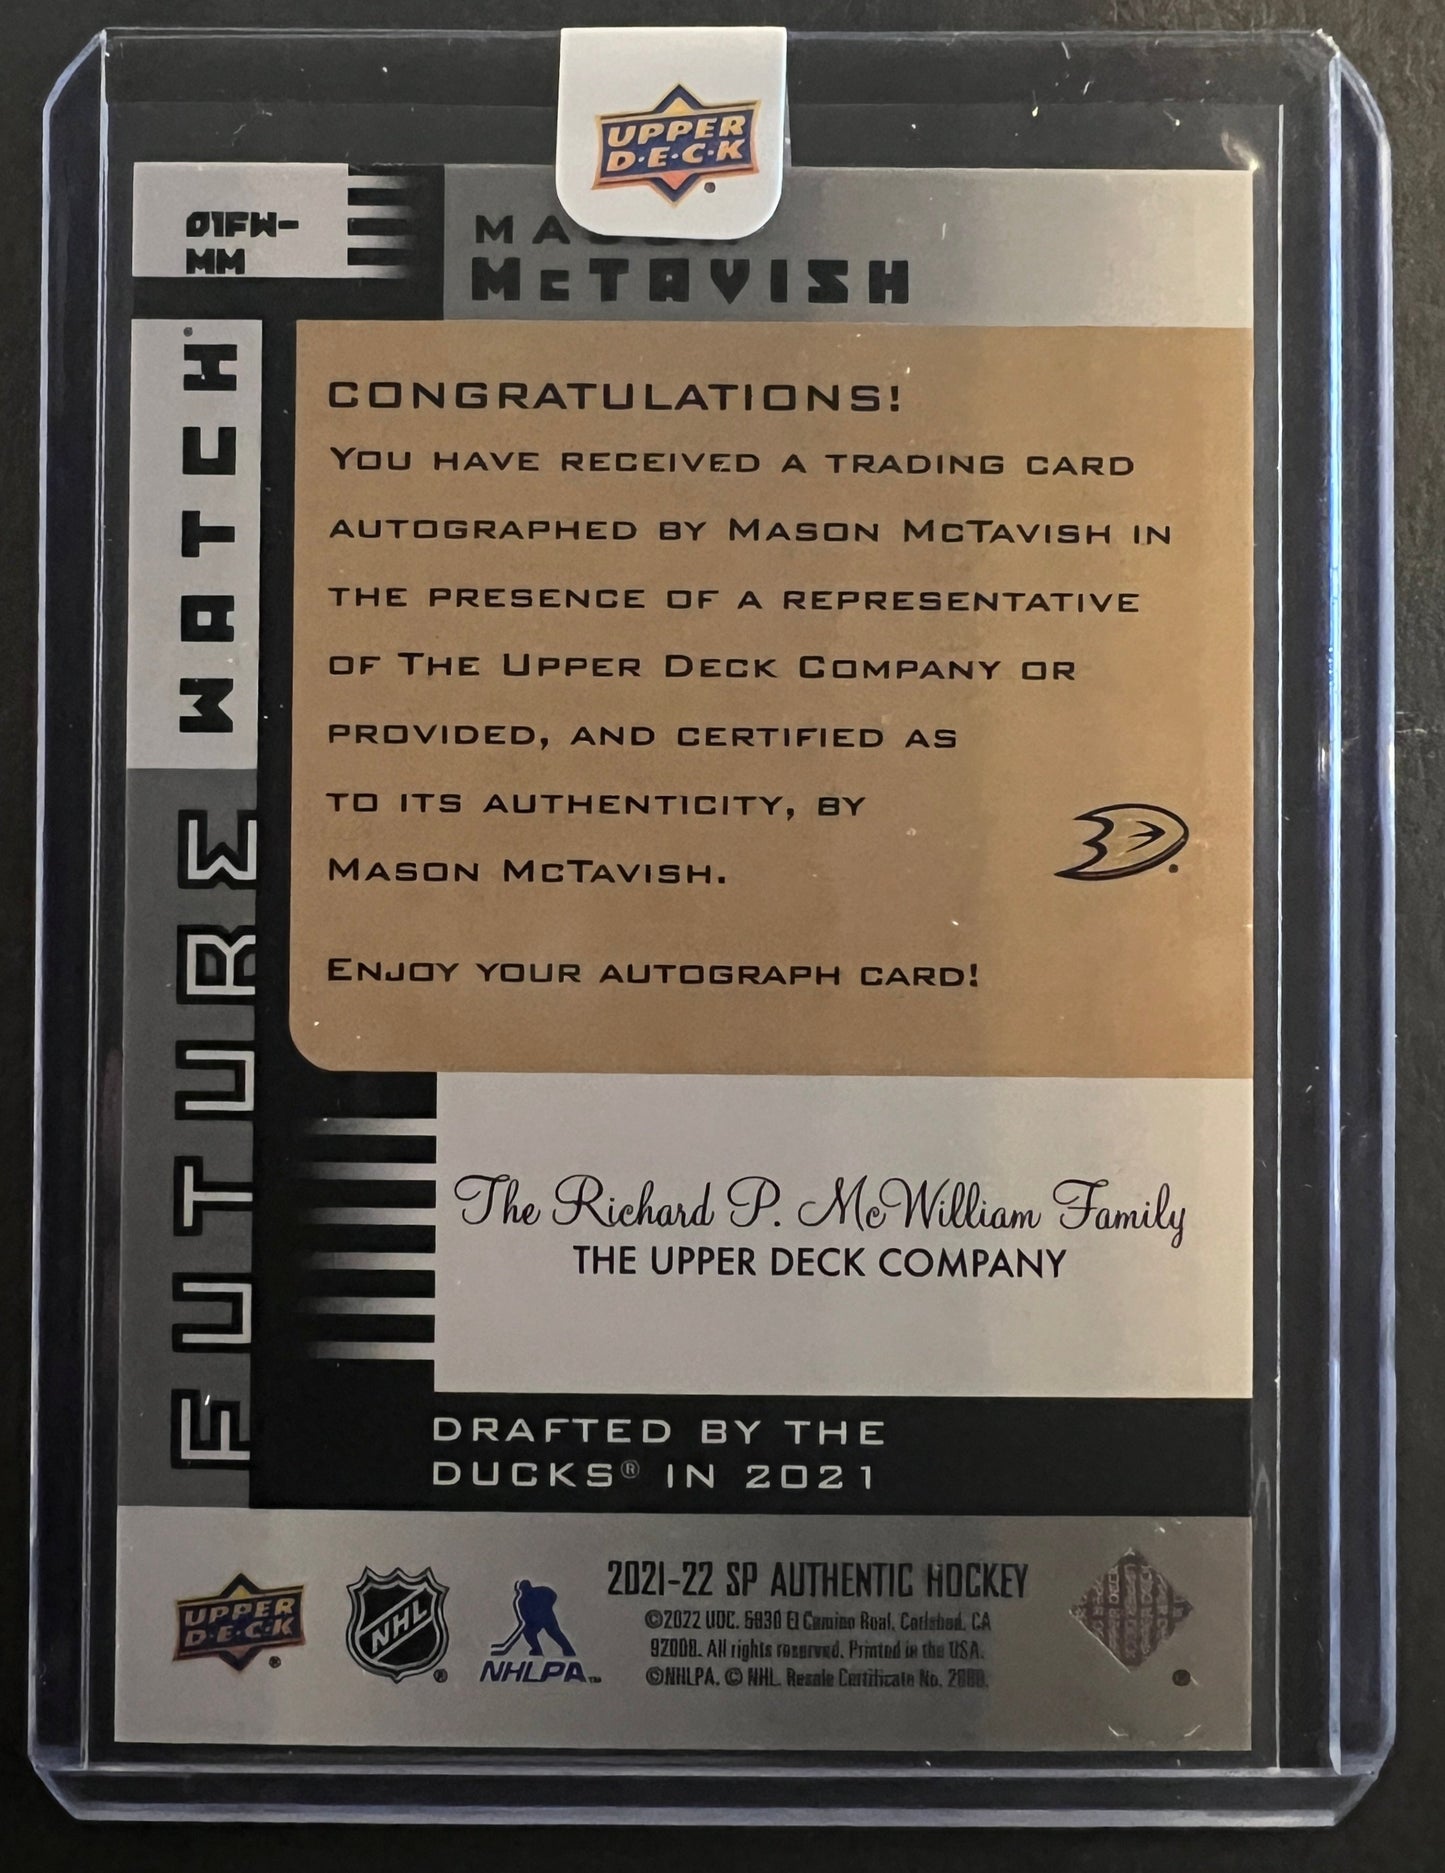 UPPER
D·E·C·K
01FW-
MM
MASON
McTAVISH
FUTURE WATCH
CONGRATULATIONS!
YOU HAVE RECEIVED A TRADING CARD
AUTOGRAPHED BY MASON McTAVISH IN
THE PRESENCE OF A REPRESENTATIVE
OF THE UPPER DECK COMPANY OR
PROVIDED, AND CERTIFIED AS
TO ITS AUTHENTICITY, BY
MASON McTAVISH.
ENJOY YOUR AUTOGRAPH CARD!
The Richard P. McWilliam Family
THE UPPER DECK COMPANY
DRAFTED BY THE
DUCKS® IN 2021
UPPER
D·E·C·K
NHL
NHLPA™
2021-22 SP AUTHENTIC HOCKEY
©2022 UDC. 5830 El Camino Real, Carlsbad, CA
92008. All rights reserved. Printed in the USA.
©NHLPA. © NHL. Resale Certificate No.